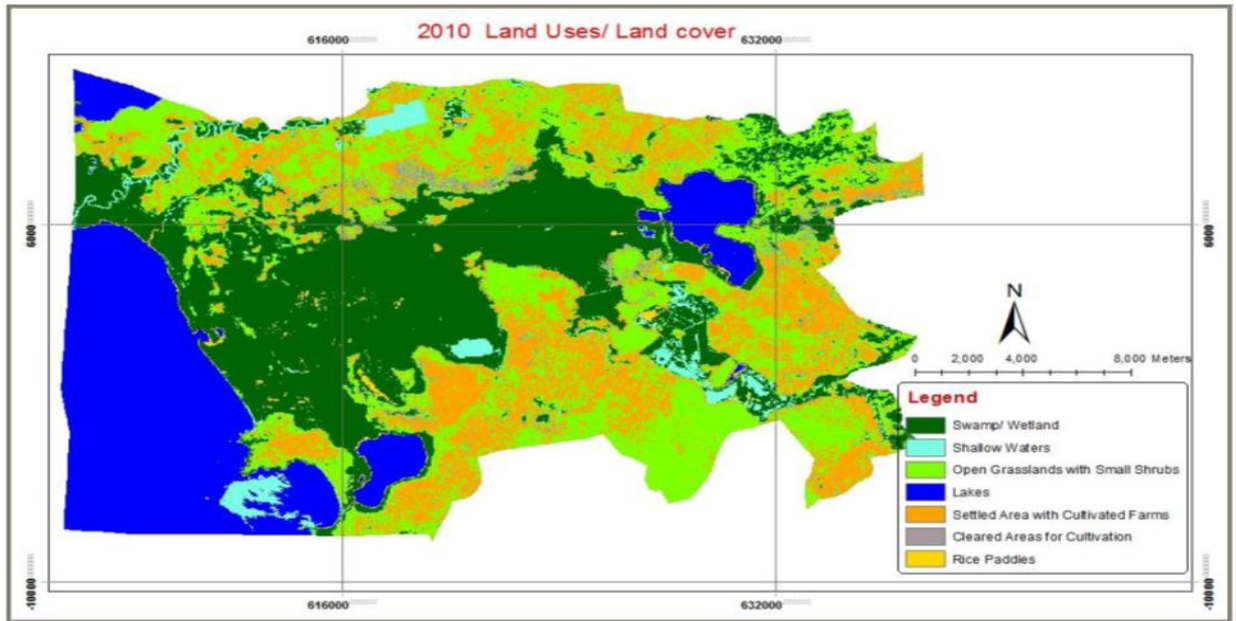 2010 Land Uses/ Land cover
616000 632000
6000 6000
N
0 2,000 4,000 8,000 Meters
Legend
Swamp/ Wetland
Shallow Waters
Open Grasslands with Small Shrubs
Lakes
Settled Area with Cultivated Farms
Cleared Areas for Cultivation
Rice Paddies
-10000 -10000
616000 632000